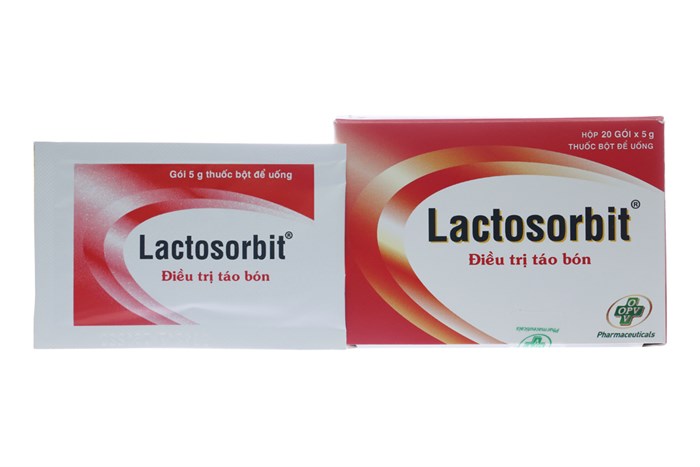 Gói 5 g thuốc bột để uống
Lactosorbit®
Điều trị táo bón
HỘP 20 GÓI x 5 g
THUỐC BỘT ĐỂ UỐNG
Lactosorbit®
Điều trị táo bón
O
OPV
V
Pharmaceuticals